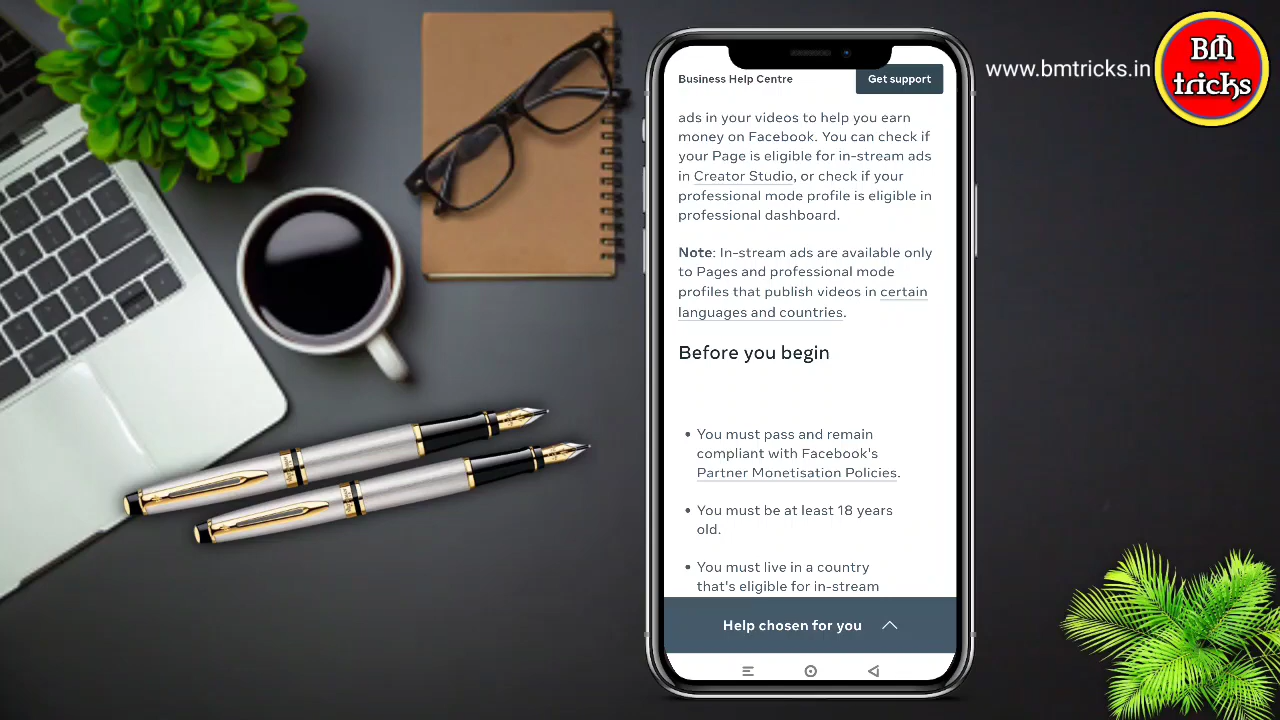 www.bmtricks.in
BM
tricks
Business Help Centre
Get support
ads in your videos to help you earn
money on Facebook. You can check if
your Page is eligible for in-stream ads
in Creator Studio, or check if your
professional mode profile is eligible in
professional dashboard.
Note: In-stream ads are available only
to Pages and professional mode
profiles that publish videos in certain
languages and countries.
Before you begin
• You must pass and remain
compliant with Facebook's
Partner Monetisation Policies.
• You must be at least 18 years
old.
• You must live in a country
that's eligible for in-stream
Help chosen for you